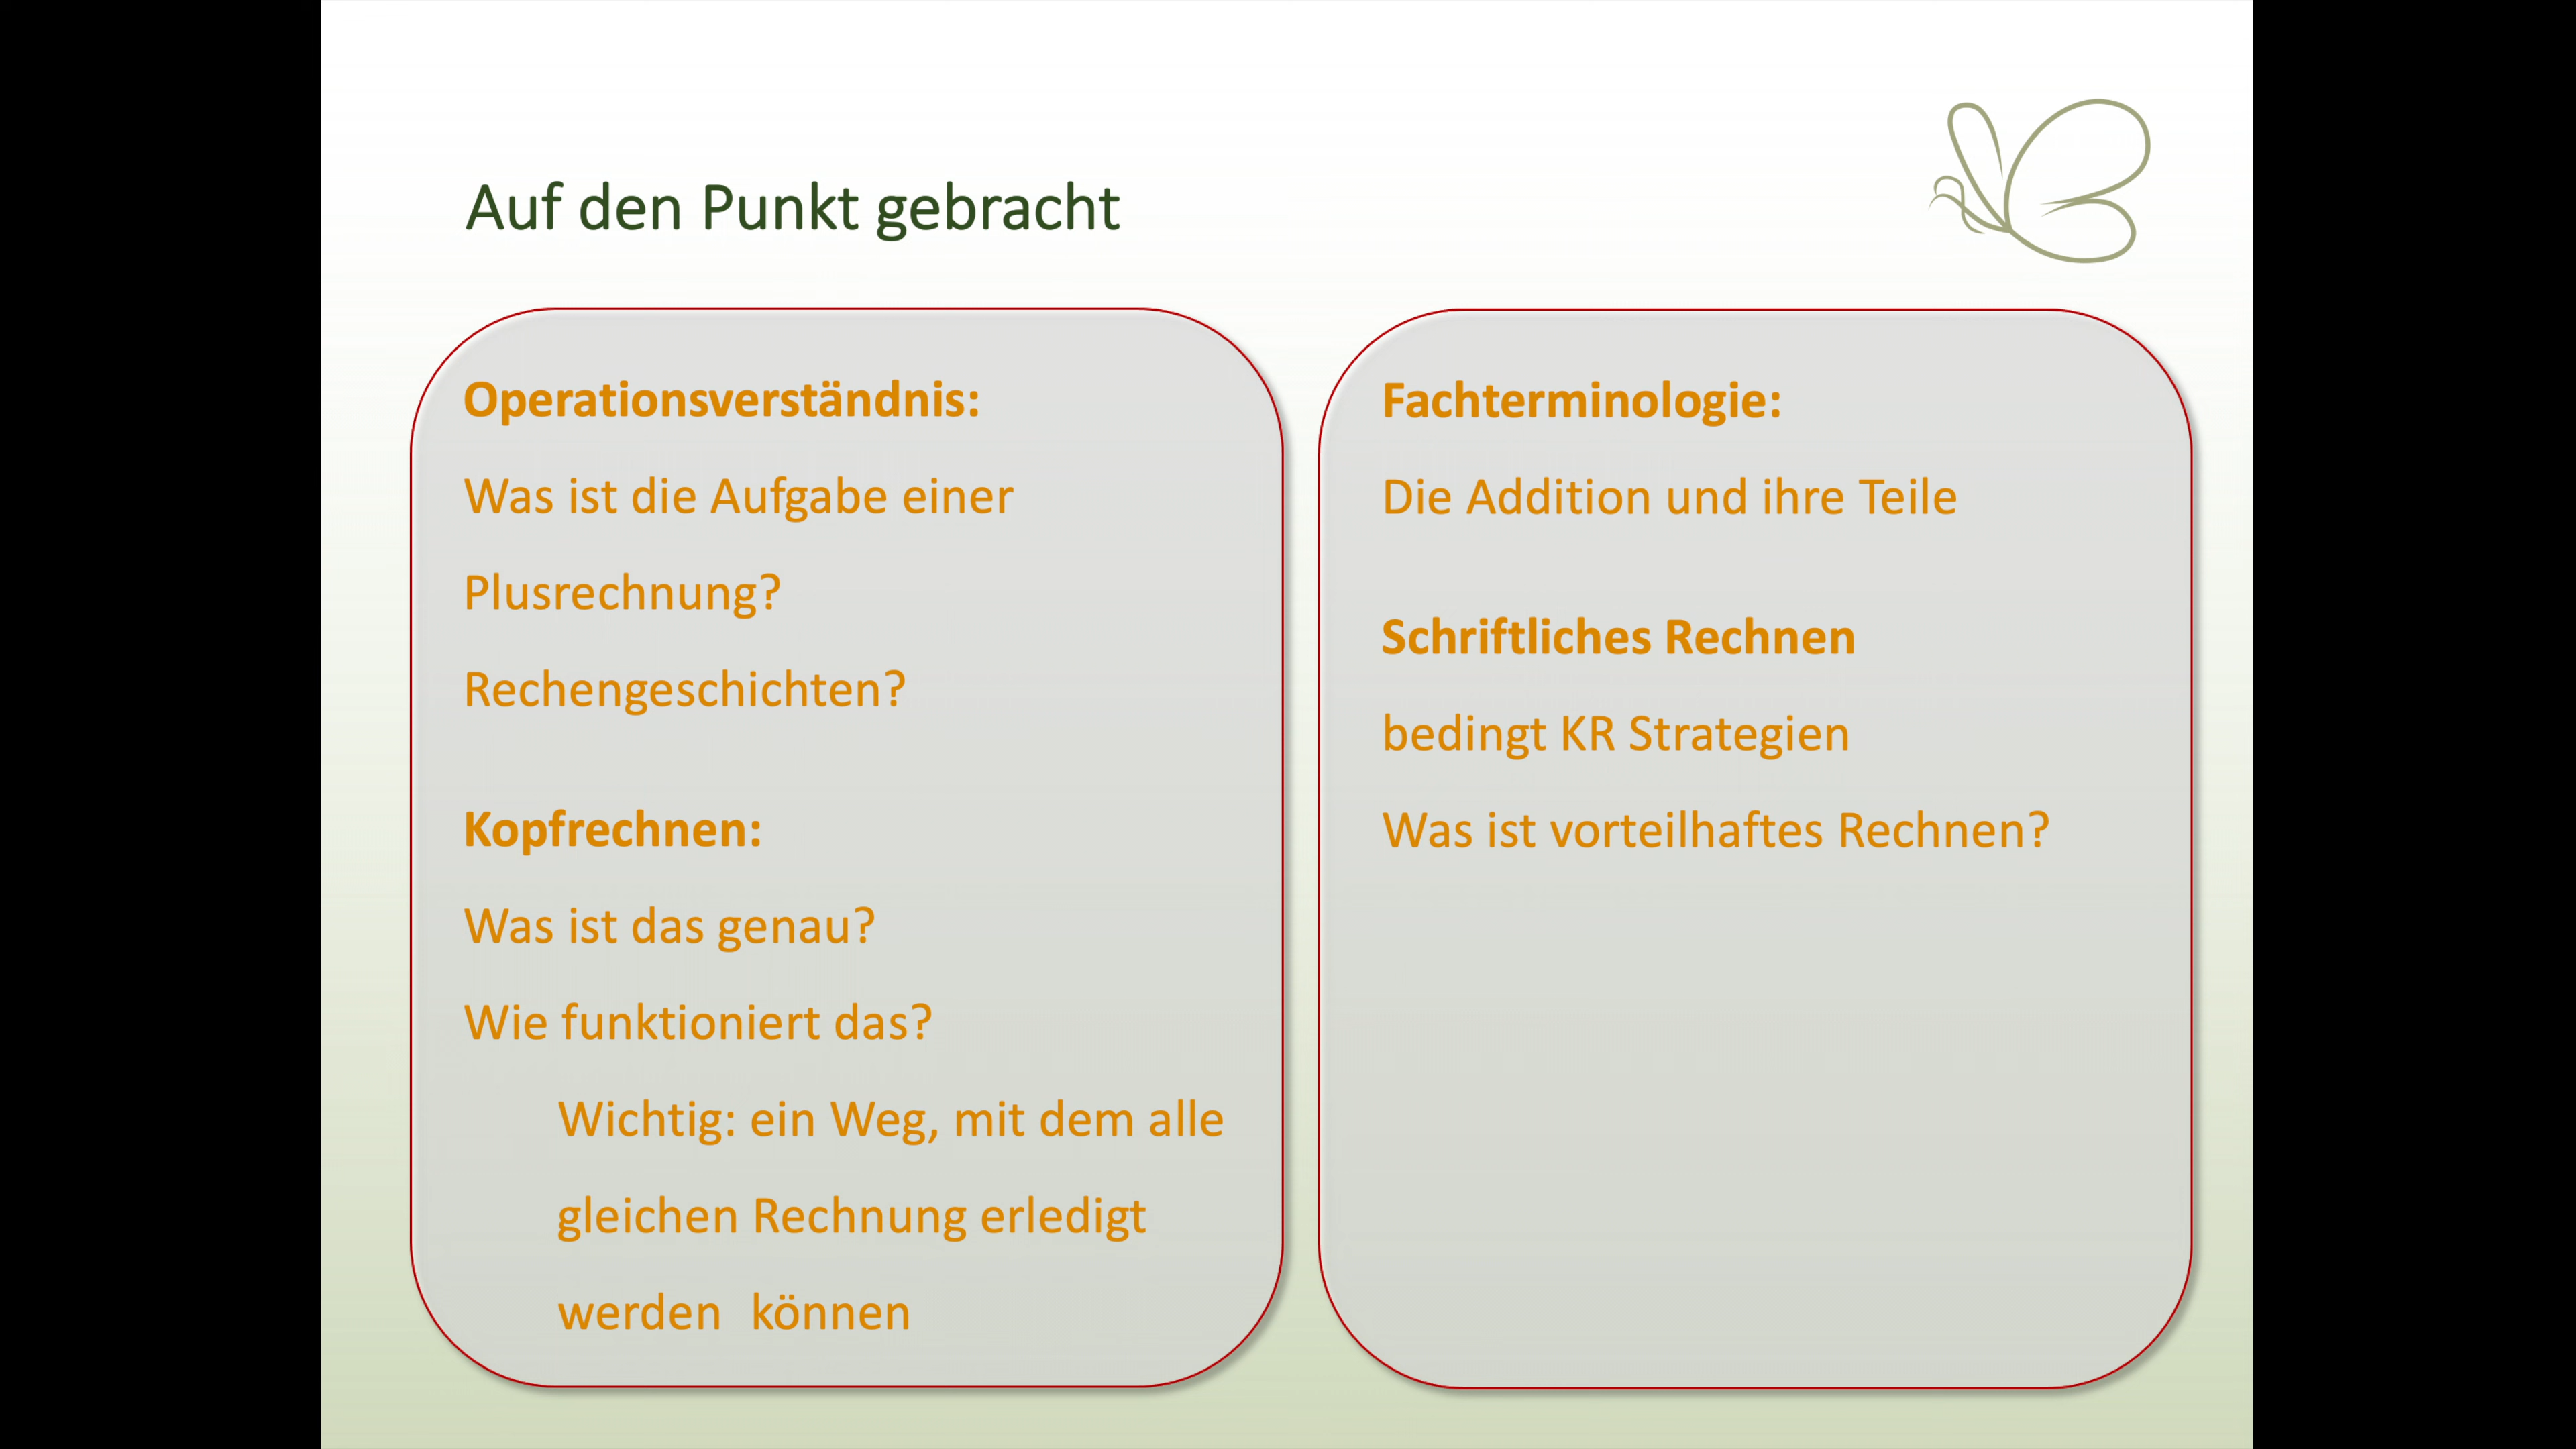 Auf den Punkt gebracht
Operationsverständnis:
Was ist die Aufgabe einer
Plusrechnung?
Rechengeschichten?
Kopfrechnen:
Was ist das genau?
Wie funktioniert das?
Wichtig: ein Weg, mit dem alle
gleichen Rechnung erledigt
werden können
Fachterminologie:
Die Addition und ihre Teile
Schriftliches Rechnen
bedingt KR Strategien
Was ist vorteilhaftes Rechnen?